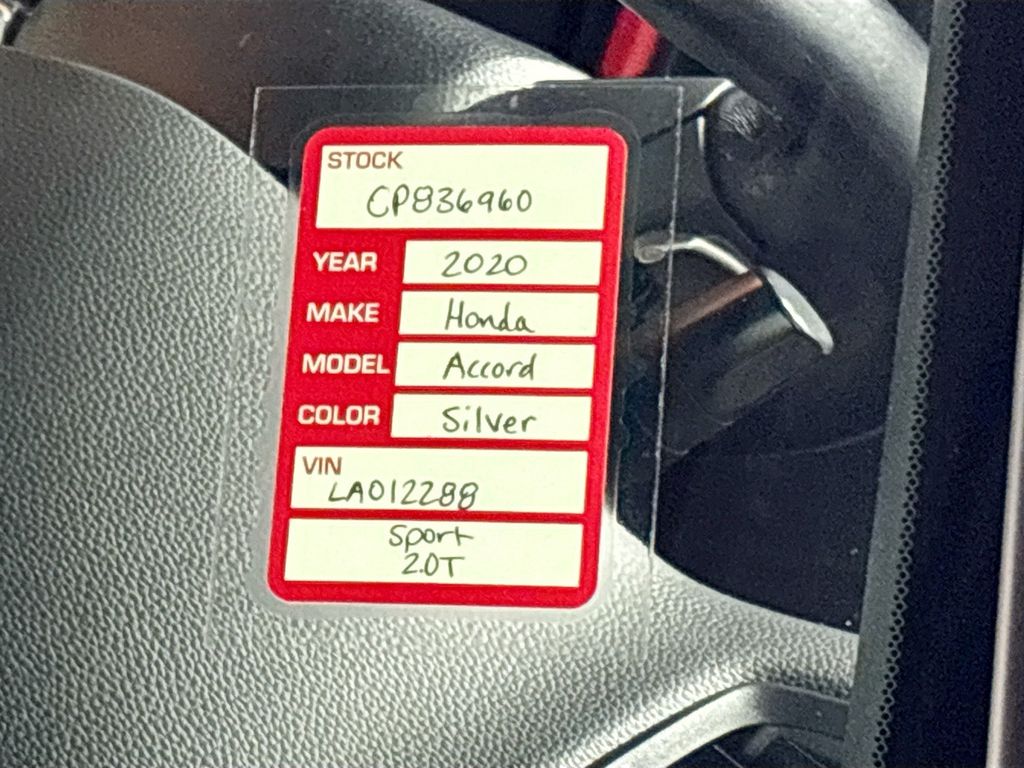 STOCK
CP836960
YEAR 2020
MAKE Honda
MODEL Accord
COLOR Silver
VIN
LA012288
Sport
2.0T